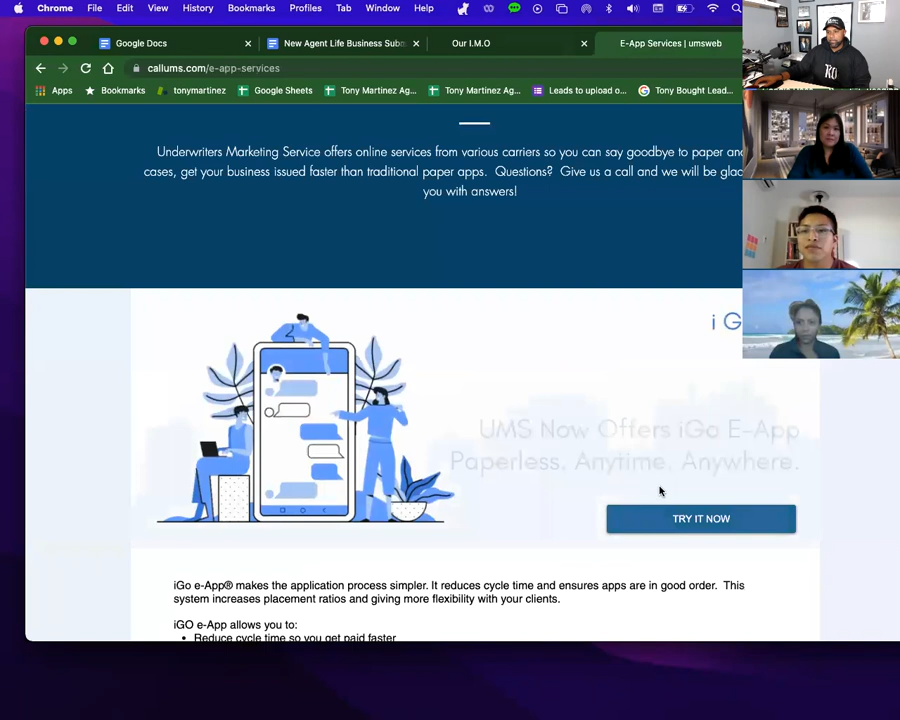 Chrome File Edit View History Bookmarks Profiles Tab Window Help
Google Docs
New Agent Life Business Sub
Our I.M.O
E-App Services | umsweb
callums.com/e-app-services
Apps Bookmarks tonymartinez Google Sheets Tony Martinez Ag... Tony Martinez Ag... Leads to upload o... Tony Bought Lead...
Underwriters Marketing Service offers online services from various carriers so you can say goodbye to paper and
cases, get your business issued faster than traditional paper apps. Questions? Give us a call and we will be glad
you with answers!
i G
UMS Now Offers iGo E-App
Paperless. Anytime. Anywhere.
TRY IT NOW
iGo e-App® makes the application process simpler. It reduces cycle time and ensures apps are in good order. This
system increases placement ratios and giving more flexibility with your clients.
iGO e-App allows you to:
• Reduce cycle time so you get paid faster